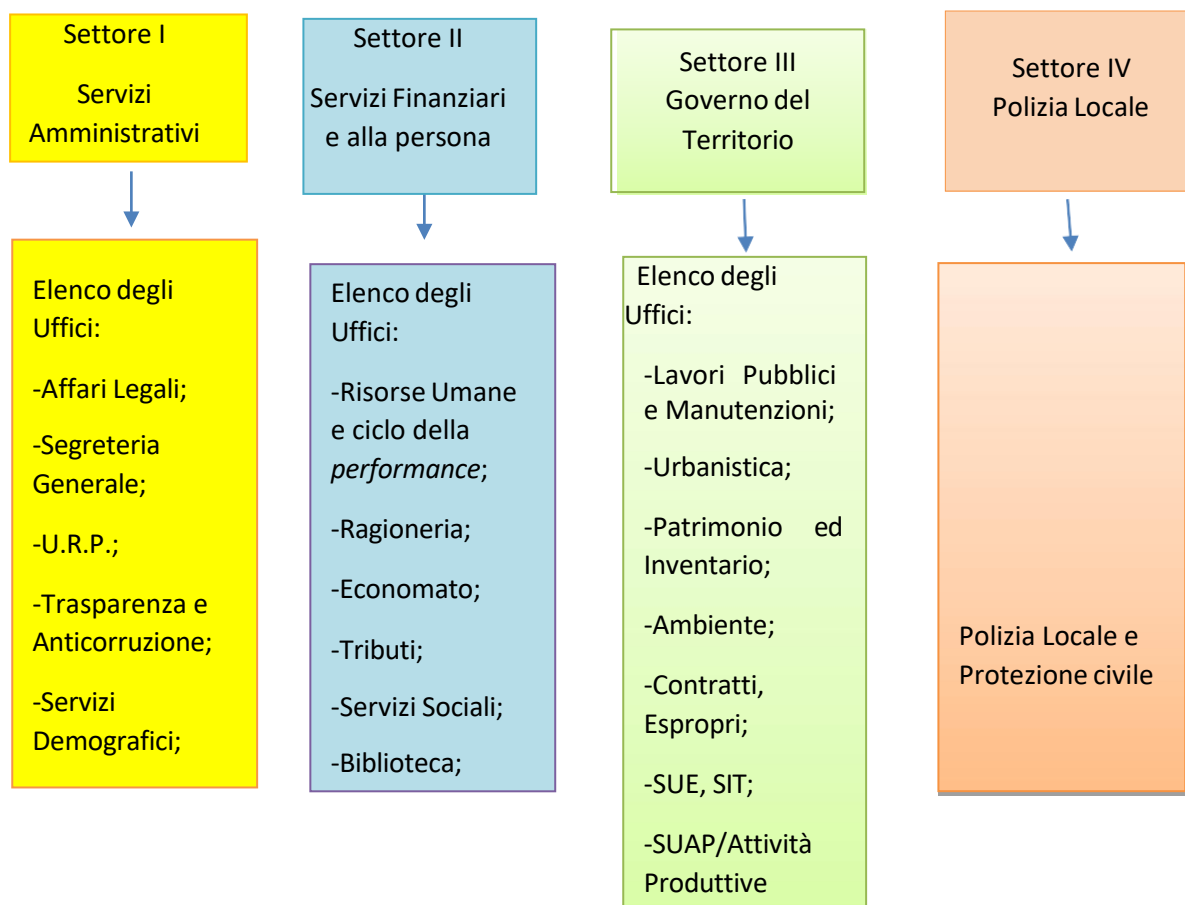 Settore I
Servizi
Amministrativi
Elenco degli
Uffici:
-Affari Legali;
-Segreteria
Generale;
-U.R.P.;
-Trasparenza e
Anticorruzione;
-Servizi
Demografici;
Settore II
Servizi Finanziari
e alla persona
Elenco degli
Uffici:
-Risorse Umane
e ciclo della
performance;
-Ragioneria;
-Economato;
-Tributi;
-Servizi Sociali;
-Biblioteca;
Settore III
Governo del
Territorio
Elenco degli
Uffici:
-Lavori Pubblici
e Manutenzioni;
-Urbanistica;
-Patrimonio ed
Inventario;
-Ambiente;
-Contratti,
Espropri;
-SUE, SIT;
-SUAP/Attività
Produttive
Settore IV
Polizia Locale
Polizia Locale e
Protezione civile